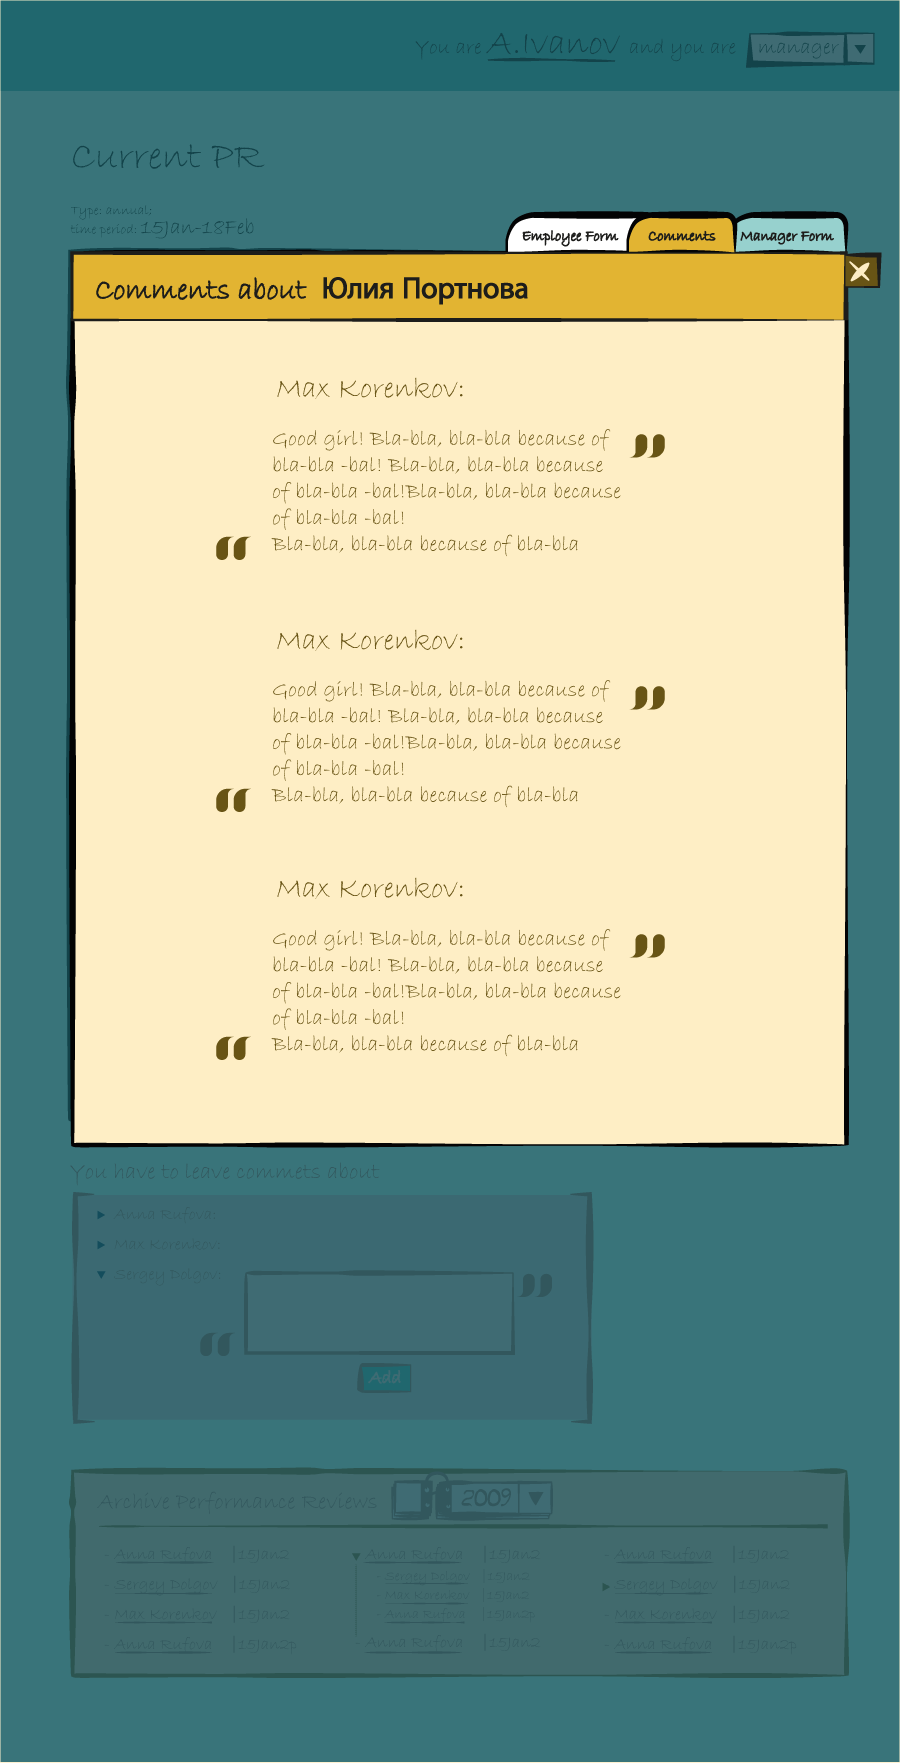 You are A.Ivanov and you are manager
Current PR
Type: annual;
time period: 15Jan-18Feb
Employee Form
Comments
Manager Form
Comments about Юлия Портнова
Max Korenkov:
Good girl! Bla-bla, bla-bla because of
bla-bla -bal! Bla-bla, bla-bla because
of bla-bla -bal!Bla-bla, bla-bla because
of bla-bla -bal!
Bla-bla, bla-bla because of bla-bla
Max Korenkov:
Good girl! Bla-bla, bla-bla because of
bla-bla -bal! Bla-bla, bla-bla because
of bla-bla -bal!Bla-bla, bla-bla because
of bla-bla -bal!
Bla-bla, bla-bla because of bla-bla
Max Korenkov:
Good girl! Bla-bla, bla-bla because of
bla-bla -bal! Bla-bla, bla-bla because
of bla-bla -bal!Bla-bla, bla-bla because
of bla-bla -bal!
Bla-bla, bla-bla because of bla-bla
You have to leave commets about
Anna Rufova:
Max Korenkov:
Sergey Dolgov:
Add
Archive Performance Reviews 2009
- Anna Rufova |15Jan2
- Sergey Dolgov |15Jan2
- Max Korenkov |15Jan2
- Anna Rufova |15Jan2p
Anna Rufova |15Jan2
- Sergey Dolgov |15Jan2
- Max Korenkov |15Jan2
- Anna Rufova |15Jan2p
- Anna Rufova |15Jan2
- Anna Rufova |15Jan2
Sergey Dolgov |15Jan2
- Max Korenkov |15Jan2
- Anna Rufova |15Jan2p